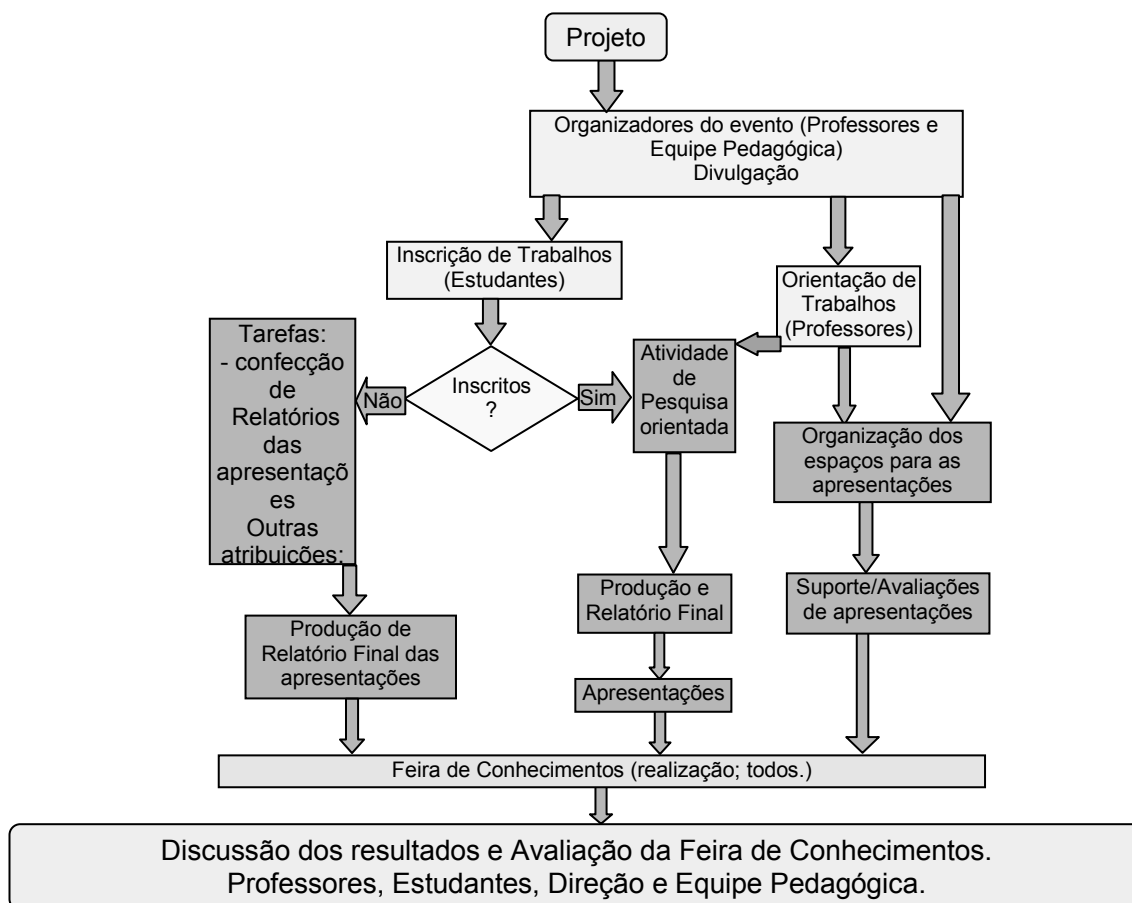 Projeto
Organizadores do evento (Professores e
Equipe Pedagógica)
Divulgação
Inscrição de Trabalhos
(Estudantes)
Orientação de
Trabalhos
(Professores)
Tarefas:
- confecção
de
Relatórios
das
apresentaçõ
es
Outras
atribuicões:
Não
Inscritos
?
Sim
Atividade
de
Pesquisa
orientada
Organização dos
espaços para as
apresentações
Produção de
Relatório Final das
apresentações
Produção e
Relatório Final
Suporte/Avaliações
de apresentações
Apresentações
Feira de Conhecimentos (realização; todos.)
Discussão dos resultados e Avaliação da Feira de Conhecimentos.
Professores, Estudantes, Direção e Equipe Pedagógica.